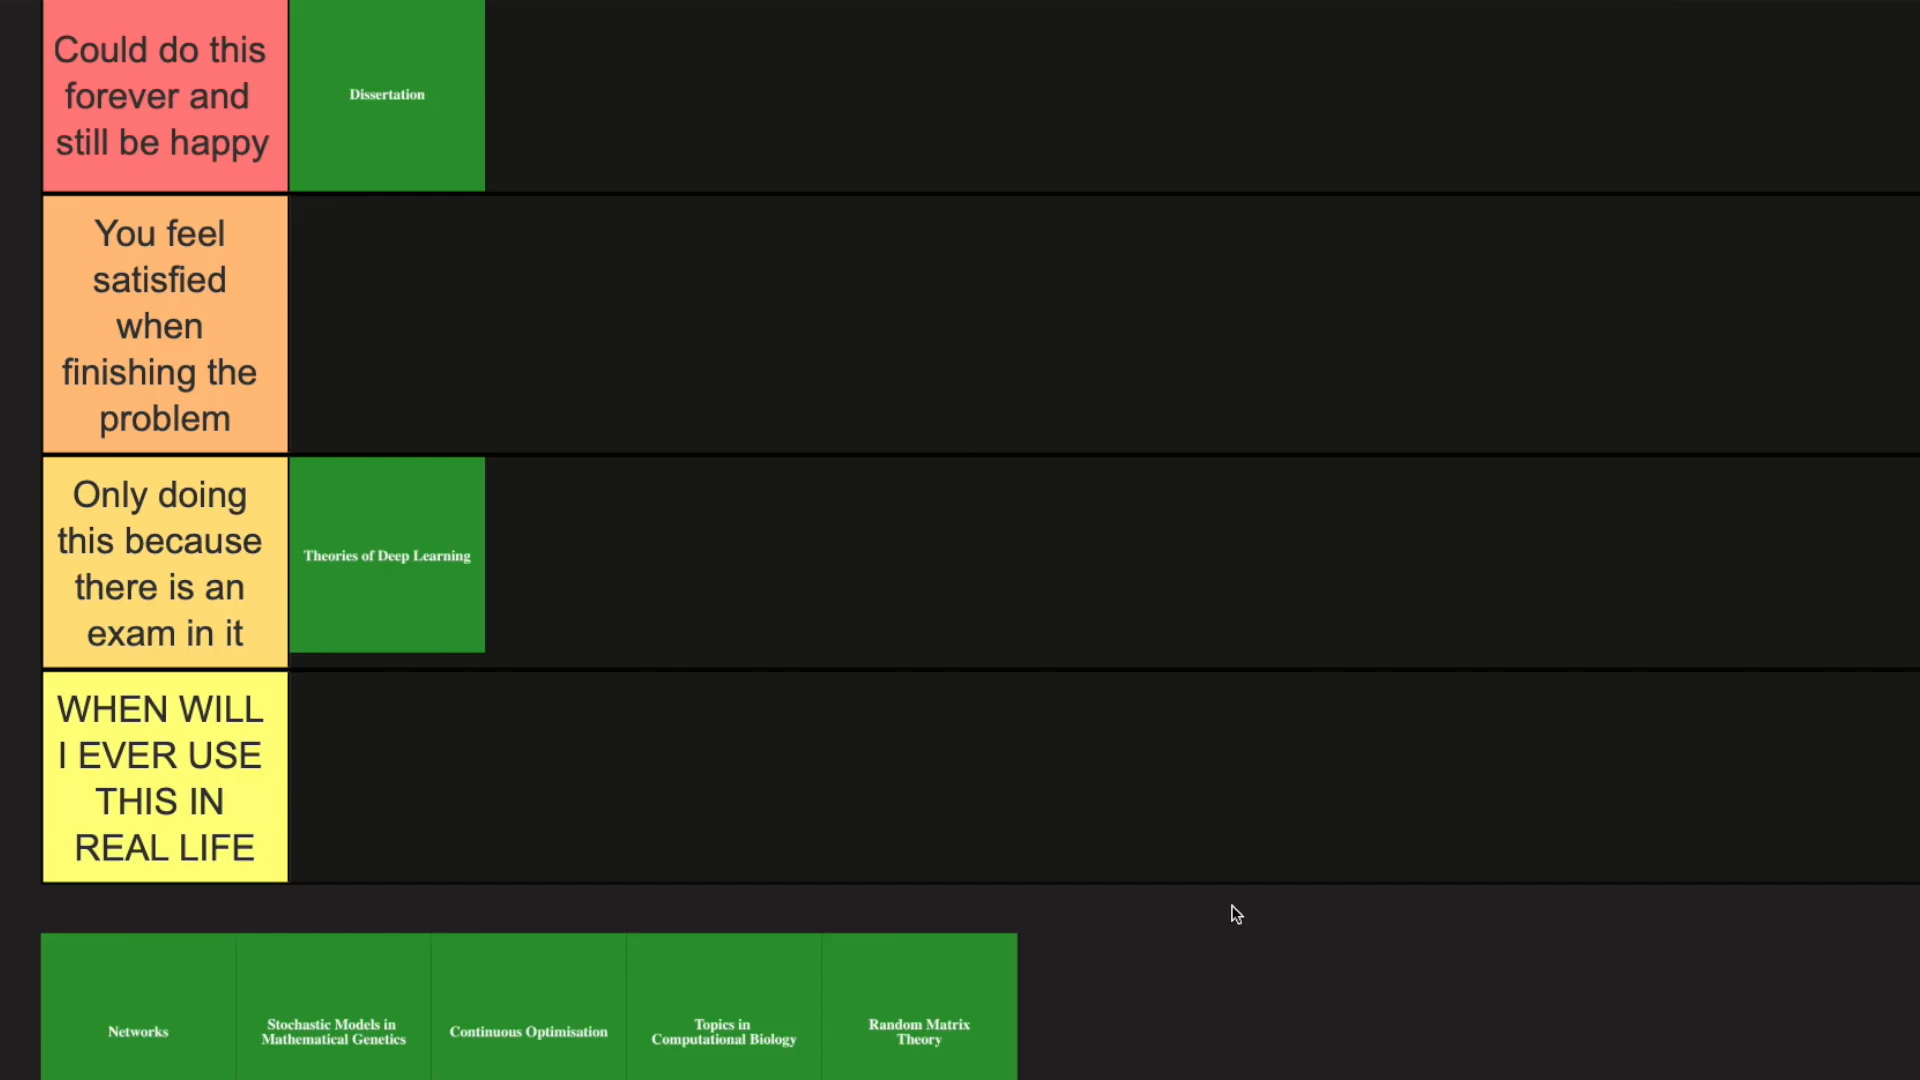 Could do this
forever and
still be happy
Dissertation
You feel
satisfied
when
finishing the
problem
Only doing
this because
there is an
exam in it
Theories of Deep Learning
WHEN WILL
I EVER USE
THIS IN
REAL LIFE
Networks
Stochastic Models in
Mathematical Genetics
Continuous Optimisation
Topics in
Computational Biology
Random Matrix
Theory